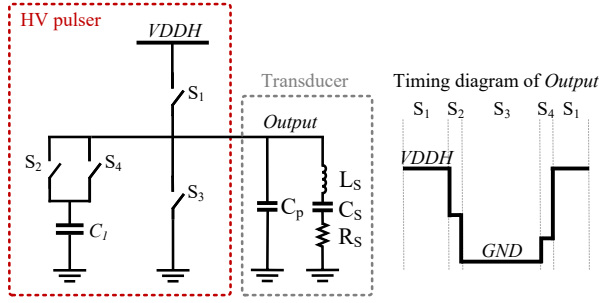 HV pulser
VDDH
S1
Transducer
Output
S2
S4
S3
C1
Cp
LS
CS
RS
Timing diagram of Output
S1 S2 S3 S4 S1
VDDH
GND